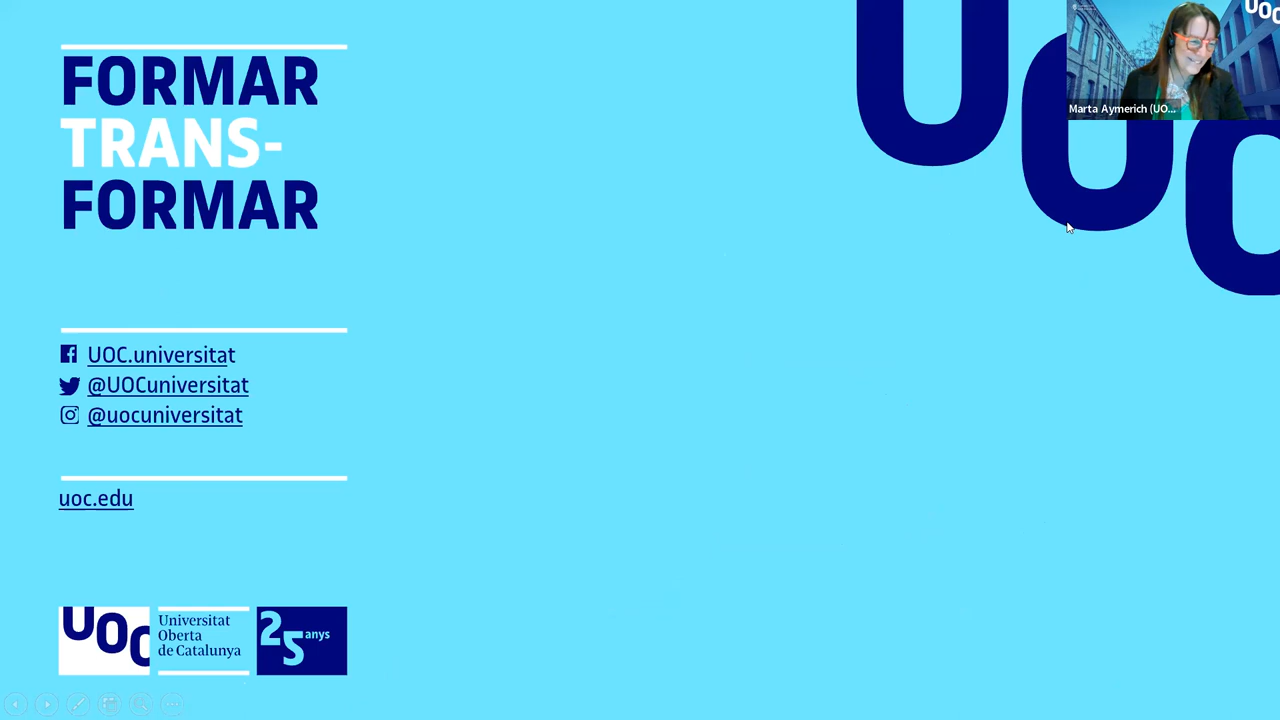 FORMAR
TRANS-
FORMAR
UOC
UOC
Marta Aymerich (UO...
UOC.universitat
@UOCuniversitat
@uocuniversitat
uoc.edu
UOC
Universitat
Oberta
de Catalunya
25 anys